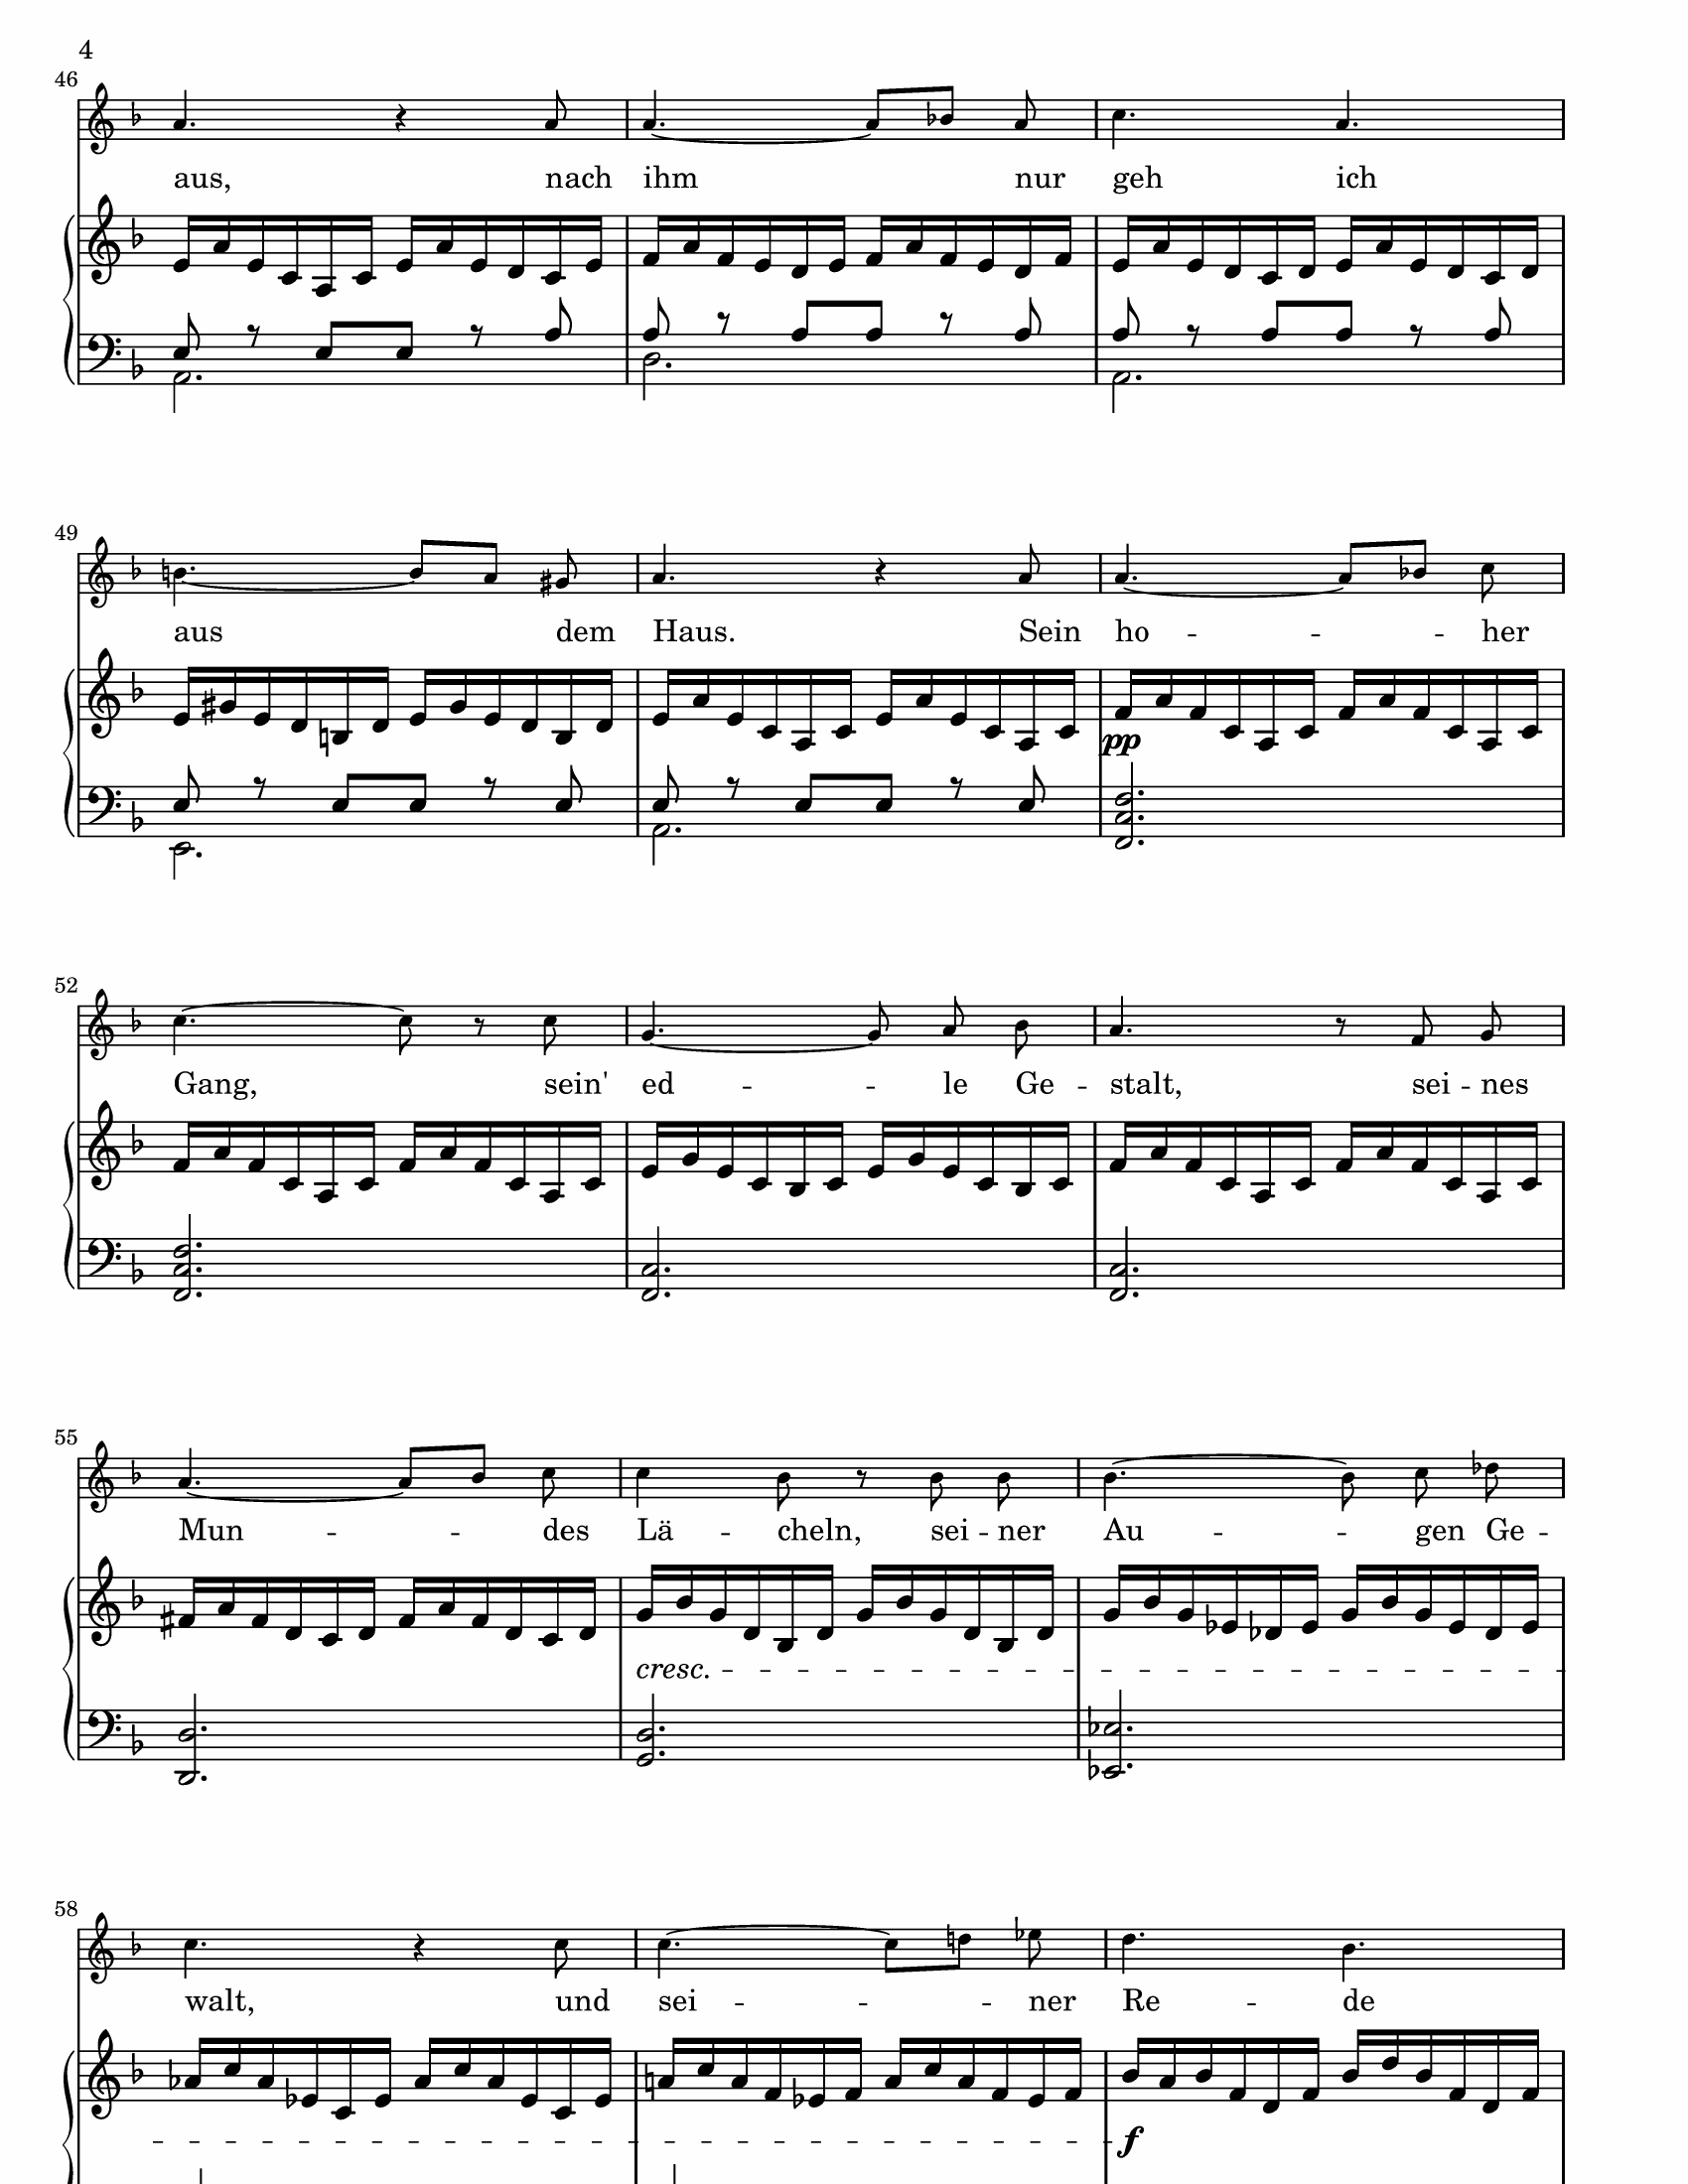 4
46
aus, nach ihm nur geh ich
49
aus dem Haus. Sein ho -- her
pp
52
Gang, sein' ed -- le Ge -- stalt, sei -- nes
55
Mun -- des Lä -- cheln, sei -- ner Au -- gen Ge --
cresc.
58
walt, und sei -- ner Re -- de
f